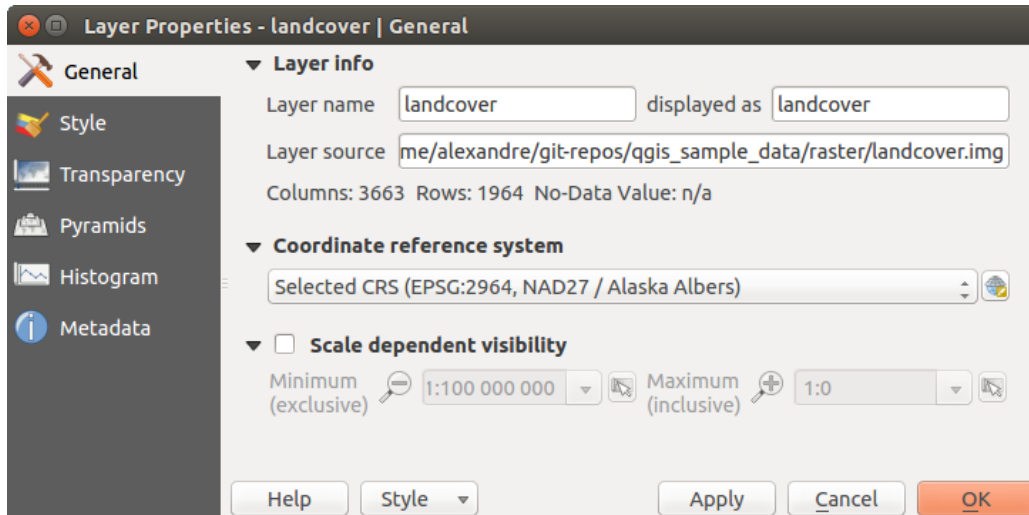 Layer Properties - landcover | General
General
Style
Transparency
Pyramids
Histogram
Metadata
Layer info
Layer name landcover displayed as landcover
Layer source me/alexandre/git-repos/qgis_sample_data/raster/landcover.img
Columns: 3663 Rows: 1964 No-Data Value: n/a
Coordinate reference system
Selected CRS (EPSG:2964, NAD27 / Alaska Albers)
Scale dependent visibility
Minimum (exclusive) 1:100 000 000 Maximum (inclusive) 1:0
Help Style Apply Cancel OK